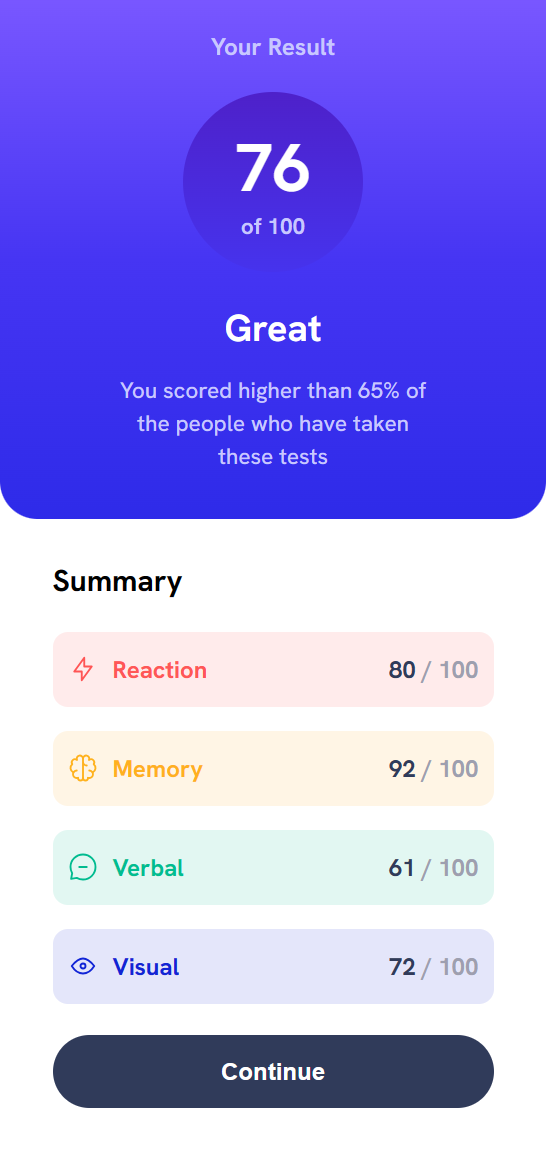 Your Result
76
of 100
Great
You scored higher than 65% of
the people who have taken
these tests
Summary
Reaction 80 / 100
Memory 92 / 100
Verbal 61 / 100
Visual 72 / 100
Continue